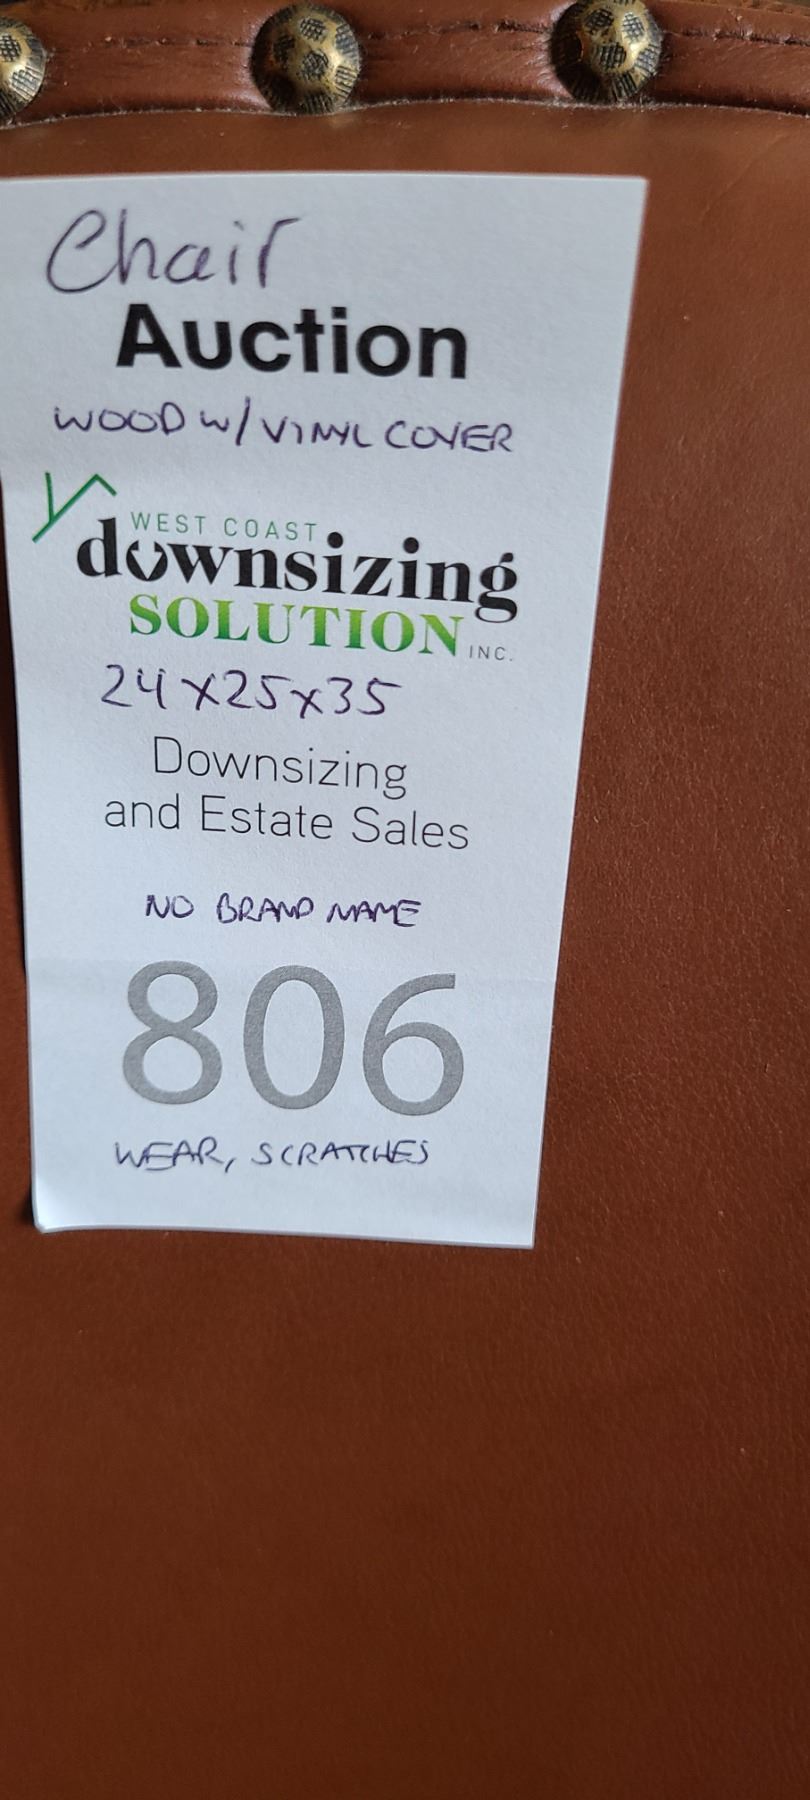 Chair
Auction
WOOD W/ VINYL COVER
WEST COAST
downsizing
SOLUTION INC.
24x25x35
Downsizing
and Estate Sales
NO BRAND NAME
806
WEAR, SCRATCHES